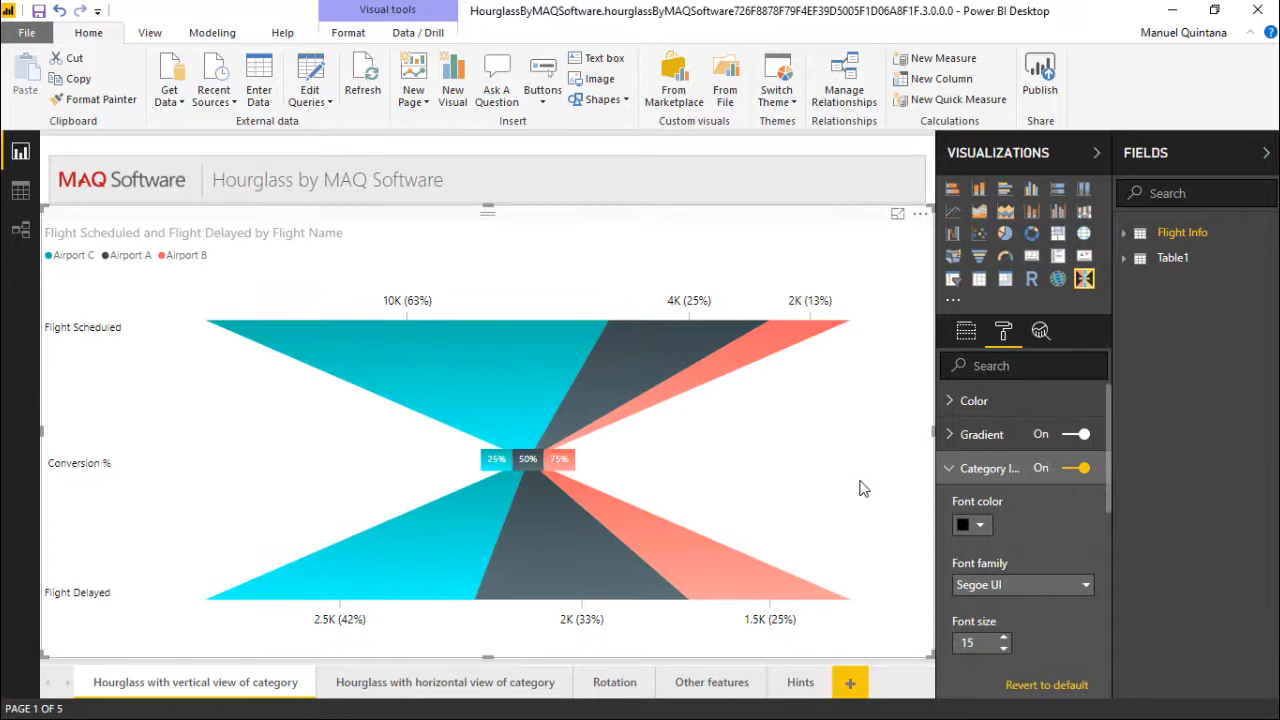 Visual tools
HourglassByMAQSoftware.hourglassByMAQSoftware726F8878F79F4EF39D5005F1D06A8F1F.3.0.0.0 - Power BI Desktop
File Home View Modeling Help Format Data / Drill
Manuel Quintana
Paste
Cut
Copy
Format Painter
Clipboard
Get Data
Recent Sources
Enter Data
External data
Edit Queries
Refresh
New Page
New Visual
Ask A Question
Buttons
Text box
Image
Shapes
Insert
From Marketplace
From File
Custom visuals
Switch Theme
Themes
Manage Relationships
Relationships
New Measure
New Column
New Quick Measure
Calculations
Publish
Share
MAQ Software
Hourglass by MAQ Software
Flight Scheduled and Flight Delayed by Flight Name
Airport C Airport A Airport B
10K (63%) 4K (25%) 2K (13%)
Flight Scheduled
Conversion %
25% 50% 75%
Flight Delayed
2.5K (42%) 2K (33%) 1.5K (25%)
VISUALIZATIONS
R
Search
Color
Gradient On
Category l... On
Font color
Font family
Segoe UI
Font size
15
Revert to default
FIELDS
Search
Flight Info
Table1
Hourglass with vertical view of category
Hourglass with horizontal view of category
Rotation
Other features
Hints
PAGE 1 OF 5